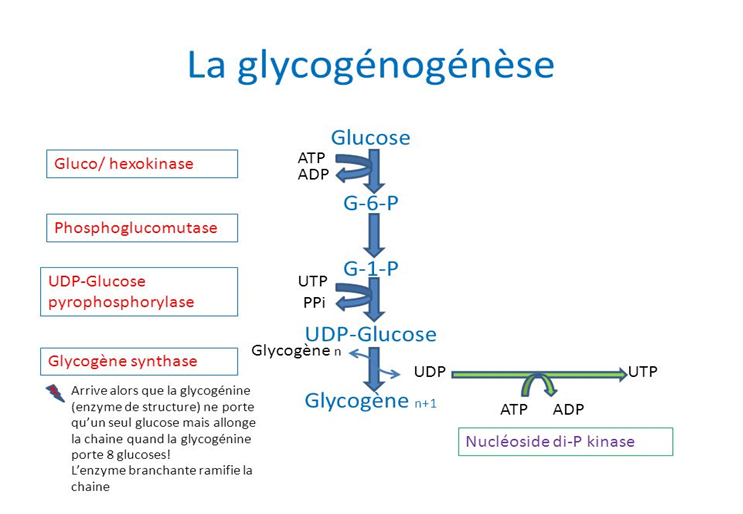 La glycogénogénèse
Glucose
ATP
ADP
Gluco/ hexokinase
G-6-P
Phosphoglucomutase
G-1-P
UDP-Glucose
pyrophosphorylase
UTP
PPi
UDP-Glucose
Glycogène n
Glycogène synthase
UDP
UTP
Glycogène n+1
ATP
ADP
Nucléoside di-P kinase
Arrive alors que la glycogénine
(enzyme de structure) ne porte
qu'un seul glucose mais allonge
la chaine quand la glycogénine
porte 8 glucoses!
L'enzyme branchante ramifie la
chaine